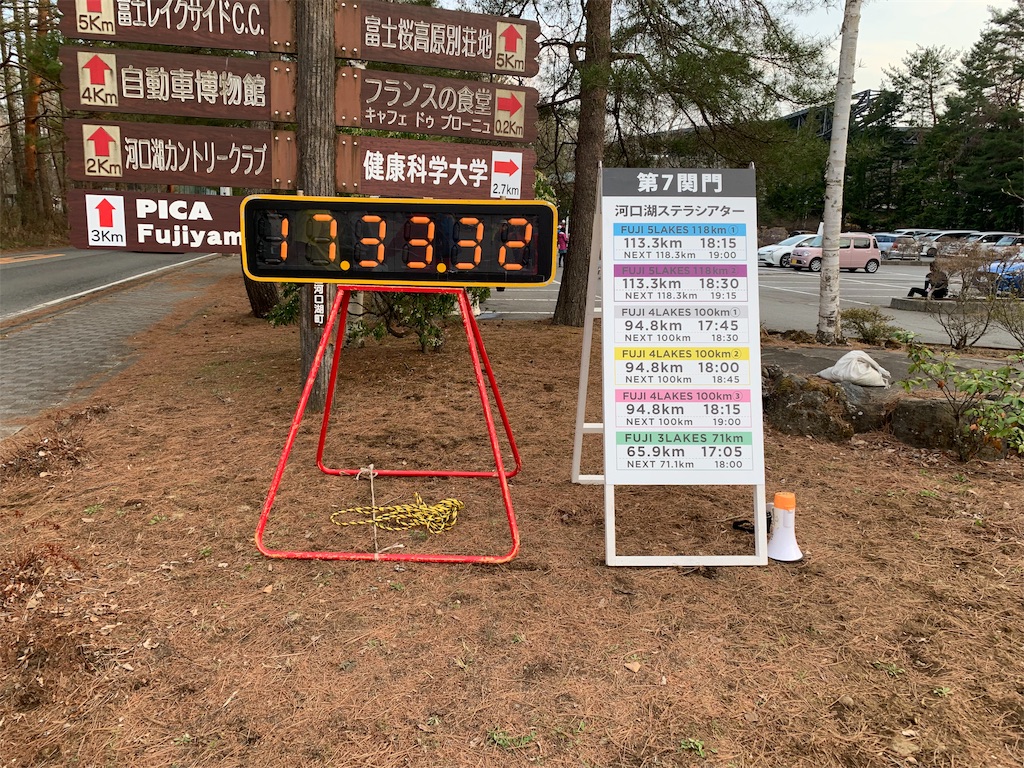 5Km 富士レイクサイドC.C.
4Km 自動車博物館
2Km 河口湖カントリークラブ
3Km PICA
Fujiyam
富士桜高原別荘地 5Km
フランスの食堂 0.2Km
キャフェ ドゥ プローニュ
健康科学大学 2.7km
河口湖町
第7関門
河口湖ステラシアター
FUJI 5LAKES 118km ①
113.3km 18:15
NEXT 118.3km 19:00
FUJI 5LAKES 118km ②
113.3km 18:30
NEXT 118.3km 19:15
FUJI 4LAKES 100km ①
94.8km 17:45
NEXT 100km 18:30
FUJI 4LAKES 100km ②
94.8km 18:00
NEXT 100km 18:45
FUJI 4LAKES 100km ③
94.8km 18:15
NEXT 100km 19:00
FUJI 3LAKES 71km
65.9km 17:05
NEXT 71.1km 18:00